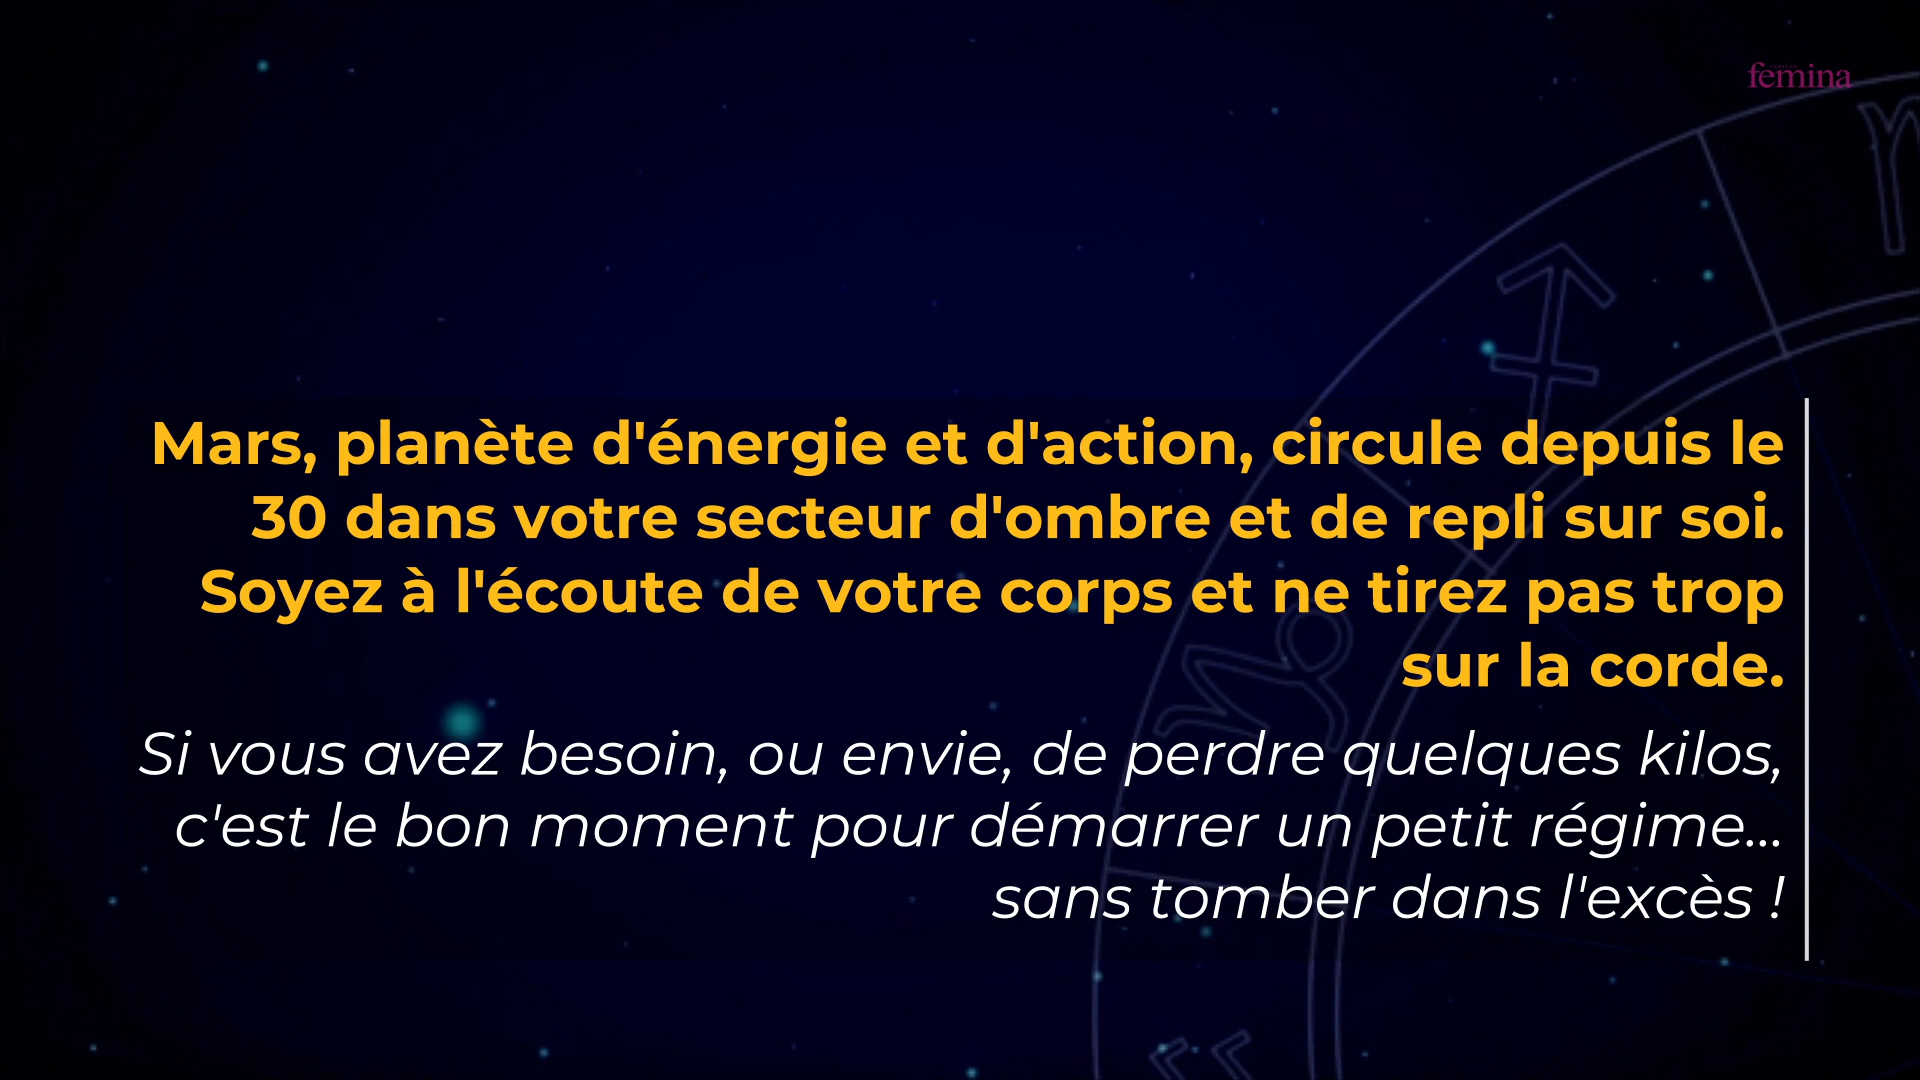 femina
Mars, planète d'énergie et d'action, circule depuis le
30 dans votre secteur d'ombre et de repli sur soi.
Soyez à l'écoute de votre corps et ne tirez pas trop
sur la corde.
Si vous avez besoin, ou envie, de perdre quelques kilos,
c'est le bon moment pour démarrer un petit régime...
sans tomber dans l'excès !